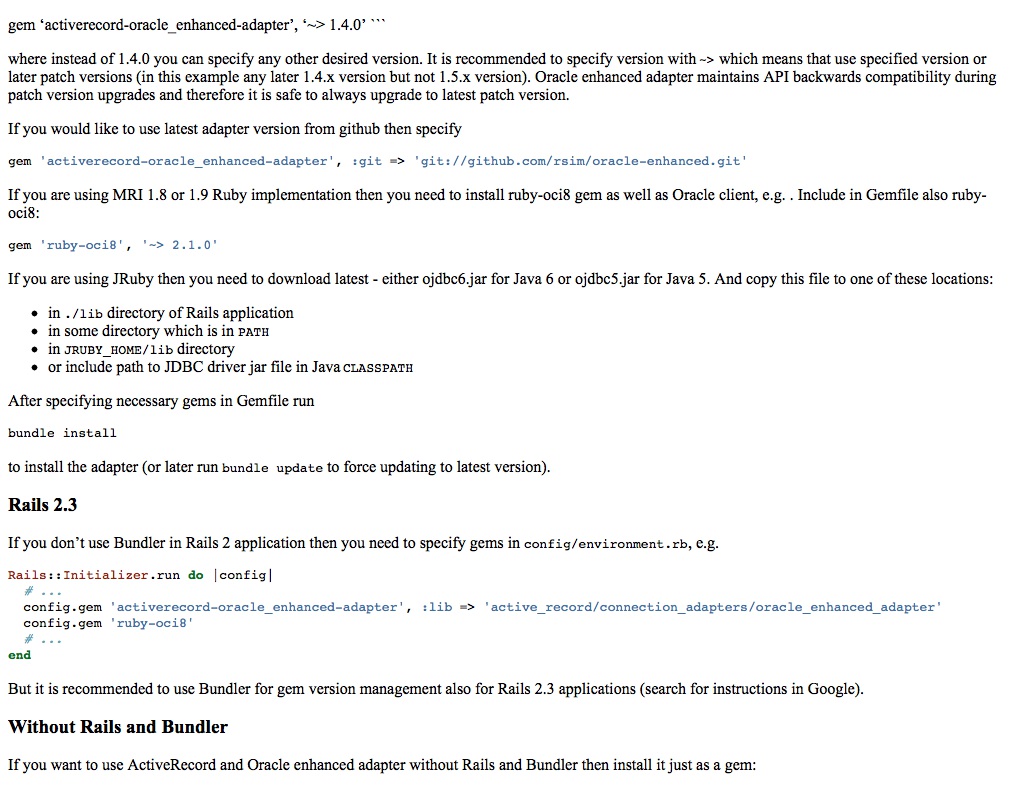 gem ‘activerecord-oracle_enhanced-adapter’, ‘~> 1.4.0’ ```
where instead of 1.4.0 you can specify any other desired version. It is recommended to specify version with ~> which means that use specified version or
later patch versions (in this example any later 1.4.x version but not 1.5.x version). Oracle enhanced adapter maintains API backwards compatibility during
patch version upgrades and therefore it is safe to always upgrade to latest patch version.
If you would like to use latest adapter version from github then specify
gem 'activerecord-oracle_enhanced-adapter', :git => 'git://github.com/rsim/oracle-enhanced.git'
If you are using MRI 1.8 or 1.9 Ruby implementation then you need to install ruby-oci8 gem as well as Oracle client, e.g. . Include in Gemfile also ruby-
oci8:
gem 'ruby-oci8', '~> 2.1.0'
If you are using JRuby then you need to download latest - either ojdbc6.jar for Java 6 or ojdbc5.jar for Java 5. And copy this file to one of these locations:
• in ./lib directory of Rails application
• in some directory which is in PATH
• in JRUBY_HOME/lib directory
• or include path to JDBC driver jar file in Java CLASSPATH
After specifying necessary gems in Gemfile run
bundle install
to install the adapter (or later run bundle update to force updating to latest version).
Rails 2.3
If you don’t use Bundler in Rails 2 application then you need to specify gems in config/environment.rb, e.g.
Rails::Initializer.run do |config|
# ...
config.gem 'activerecord-oracle_enhanced-adapter', :lib => 'active_record/connection_adapters/oracle_enhanced_adapter'
config.gem 'ruby-oci8'
# ...
end
But it is recommended to use Bundler for gem version management also for Rails 2.3 applications (search for instructions in Google).
Without Rails and Bundler
If you want to use ActiveRecord and Oracle enhanced adapter without Rails and Bundler then install it just as a gem: